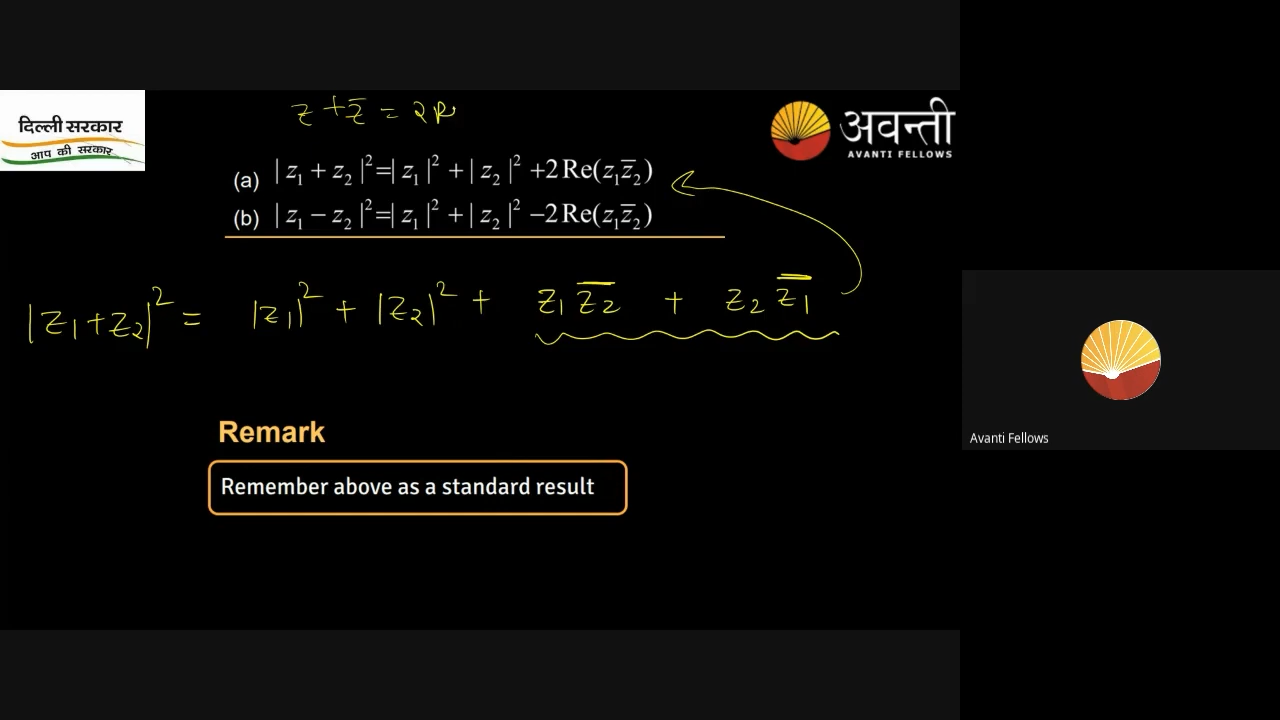 दिल्ली सरकार
आप की सरकार
z + z̅ = 2R
अवन्ती
AVANTI FELLOWS
(a) | z₁ + z₂ |²=| z₁ |² + | z₂ |² +2 Re(z₁z̅₂)
(b) | z₁ − z₂ |²=| z₁ |² + | z₂ |² −2 Re(z₁z̅₂)
|z₁+z₂|² = |z₁|² + |z₂|² + z₁ z̅₂ + z₂ z̅₁
Remark
Remember above as a standard result
Avanti Fellows